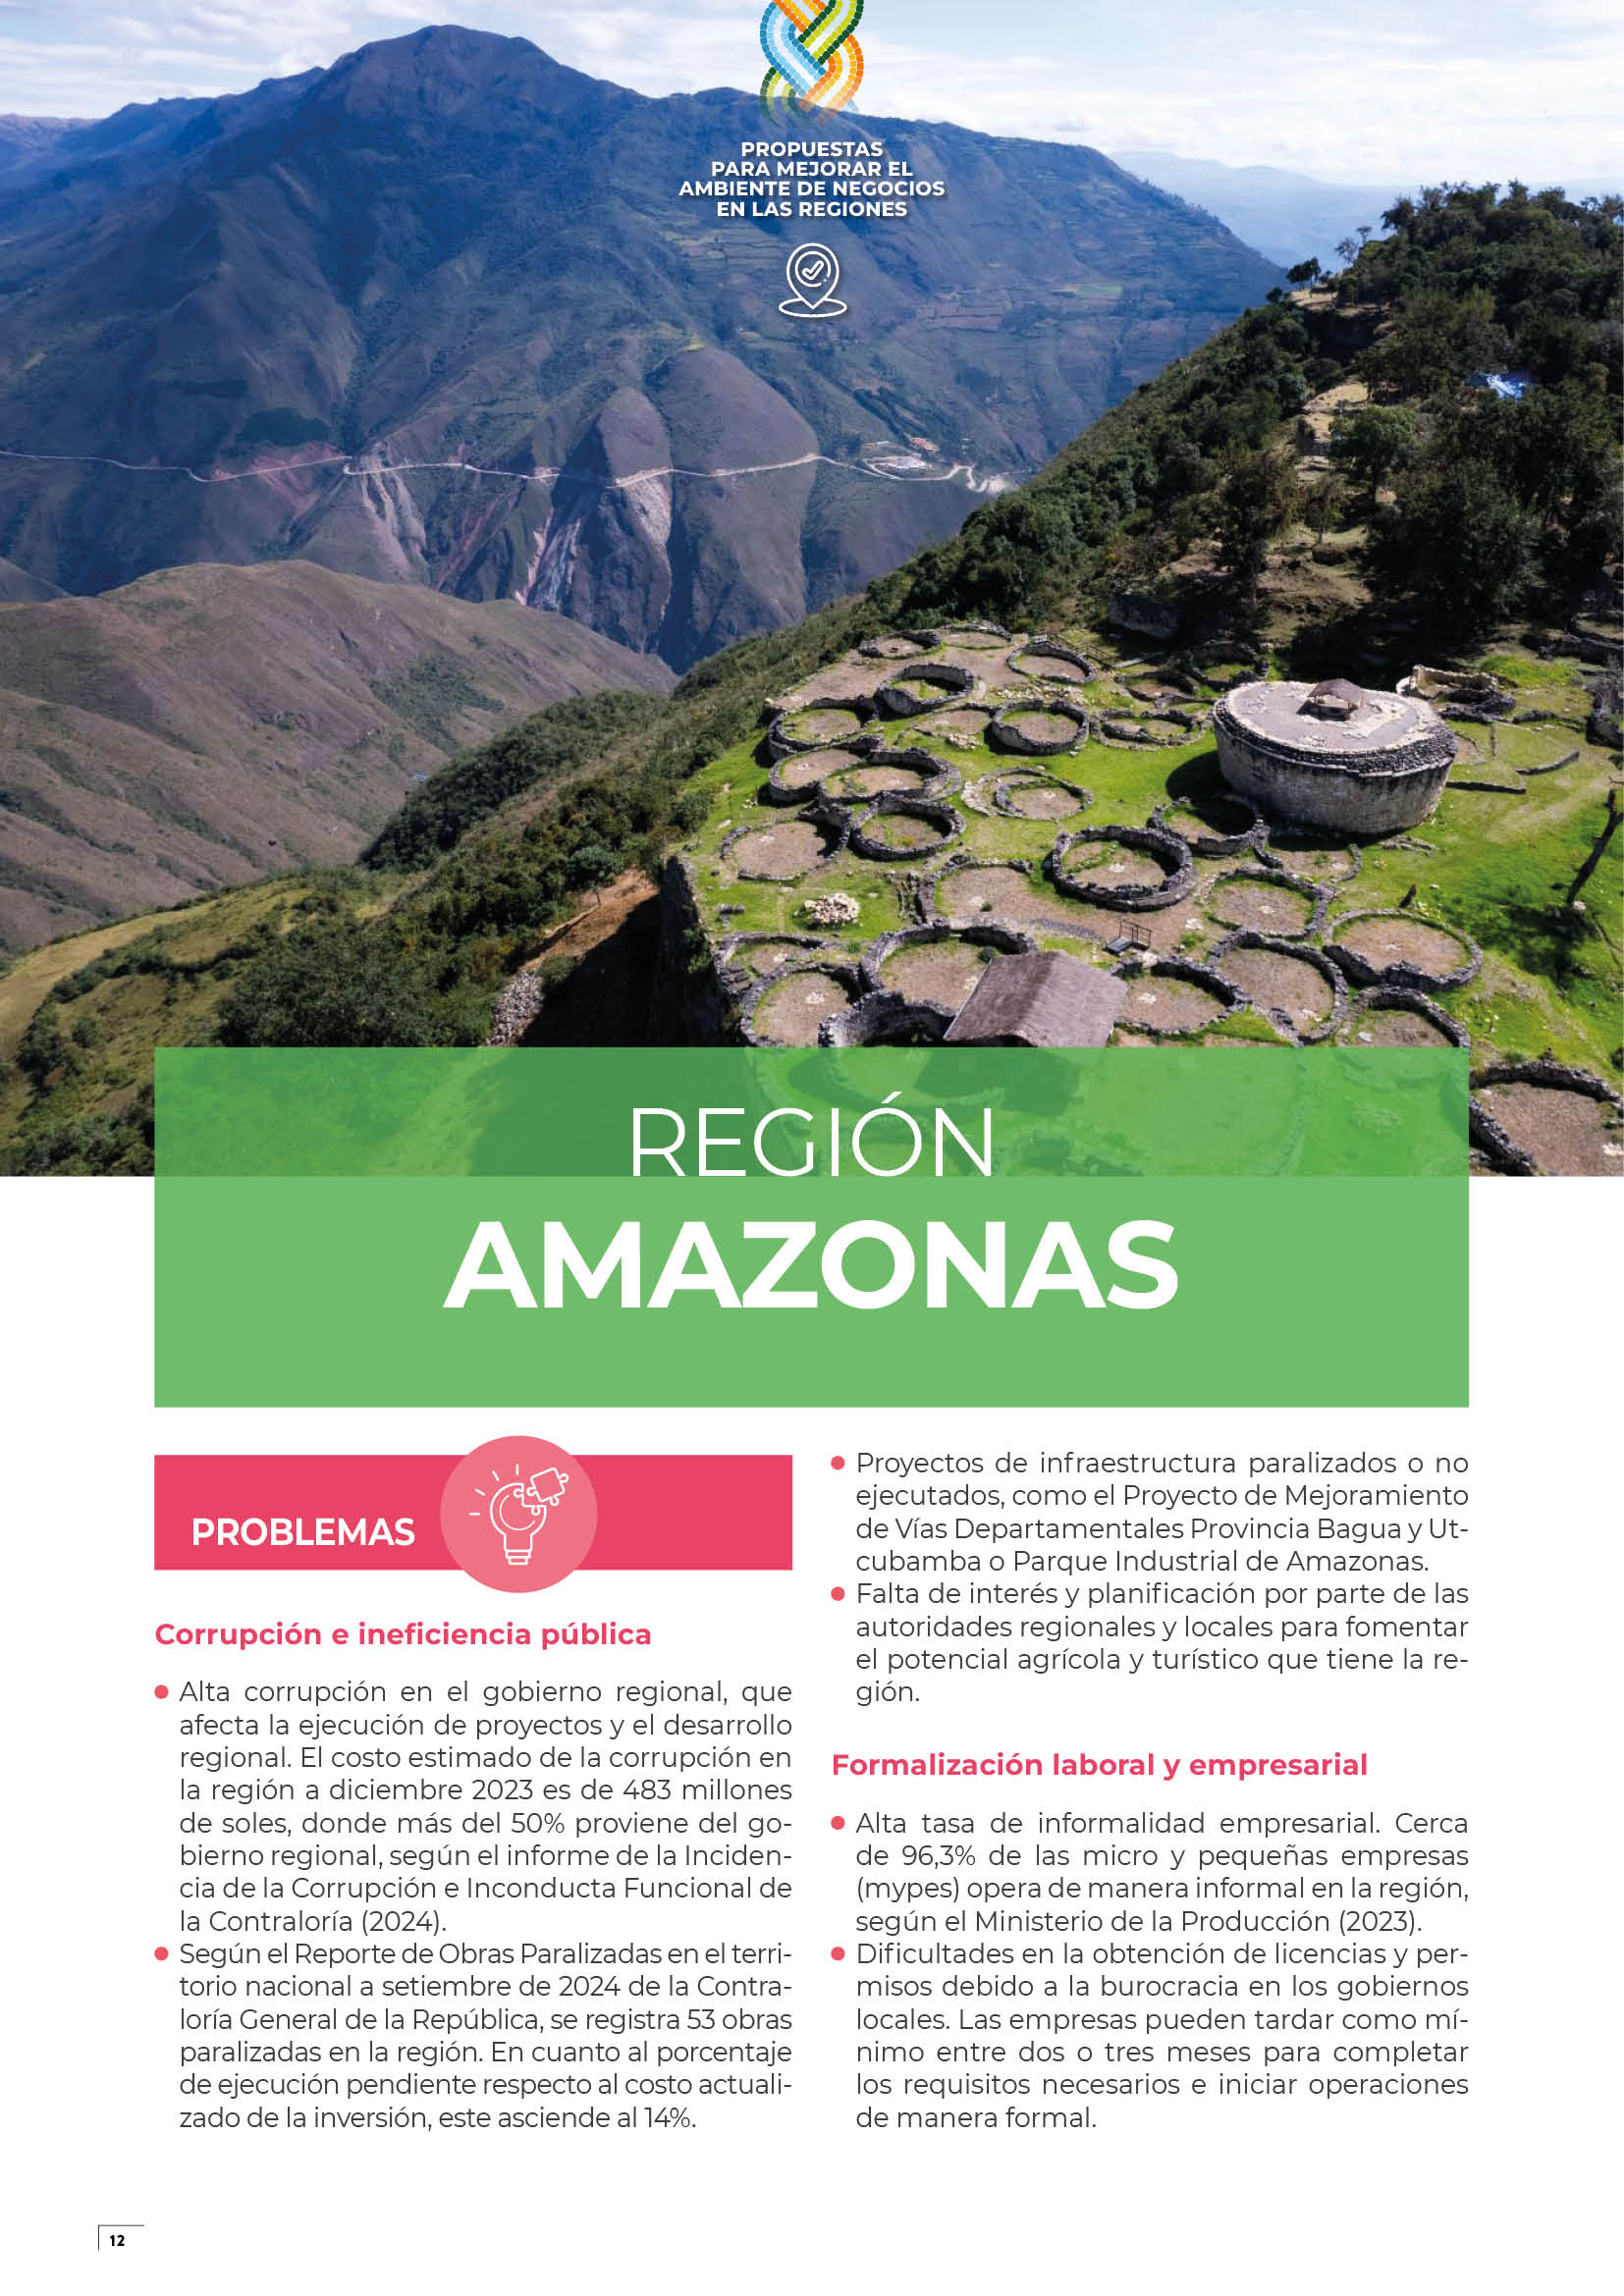 PROPUESTAS
PARA MEJORAR EL
AMBIENTE DE NEGOCIOS
EN LAS REGIONES
REGIÓN
AMAZONAS
PROBLEMAS
Corrupción e ineficiencia pública
Alta corrupción en el gobierno regional, que
afecta la ejecución de proyectos y el desarrollo
regional. El costo estimado de la corrupción en
la región a diciembre 2023 es de 483 millones
de soles, donde más del 50% proviene del go-
bierno regional, según el informe de la Inciden-
cia de la Corrupción e Inconducta Funcional de
la Contraloría (2024).
Según el Reporte de Obras Paralizadas en el terri-
torio nacional a setiembre de 2024 de la Contra-
loría General de la República, se registra 53 obras
paralizadas en la región. En cuanto al porcentaje
de ejecución pendiente respecto al costo actuali-
zado de la inversión, este asciende al 14%.
Proyectos de infraestructura paralizados o no
ejecutados, como el Proyecto de Mejoramiento
de Vías Departamentales Provincia Bagua y Ut-
cubamba o Parque Industrial de Amazonas.
Falta de interés y planificación por parte de las
autoridades regionales y locales para fomentar
el potencial agrícola y turístico que tiene la re-
gión.
Formalización laboral y empresarial
Alta tasa de informalidad empresarial. Cerca
de 96,3% de las micro y pequeñas empresas
(mypes) opera de manera informal en la región,
según el Ministerio de la Producción (2023).
Dificultades en la obtención de licencias y per-
misos debido a la burocracia en los gobiernos
locales. Las empresas pueden tardar como mí-
nimo entre dos o tres meses para completar
los requisitos necesarios e iniciar operaciones
de manera formal.
12